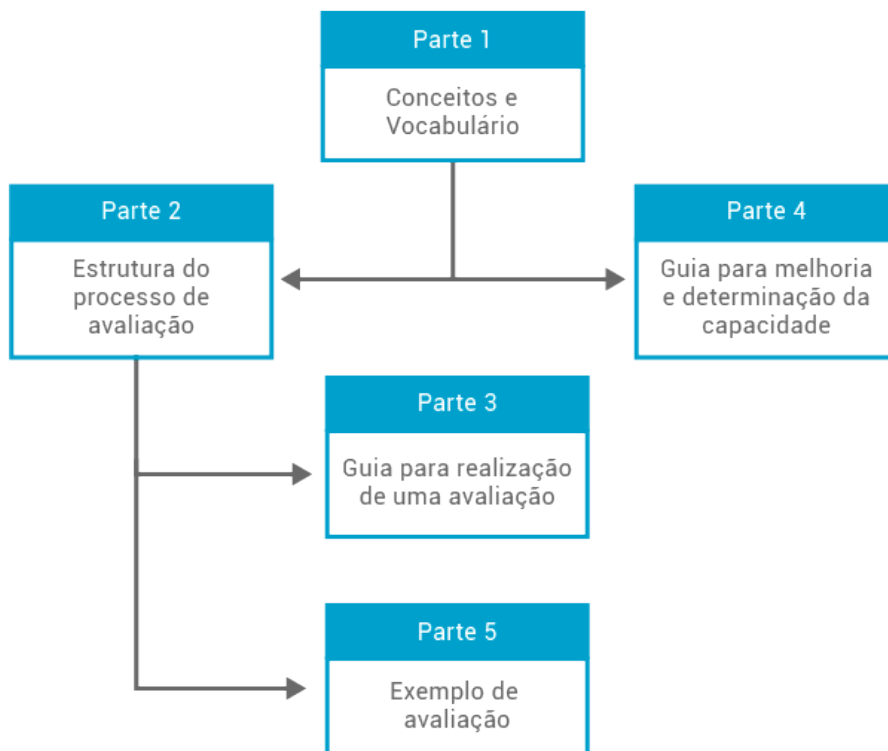 Parte 1
Conceitos e
Vocabulário
Parte 2
Estrutura do
processo de
avaliação
Parte 4
Guia para melhoria
e determinação da
capacidade
Parte 3
Guia para realização
de uma avaliação
Parte 5
Exemplo de
avaliação